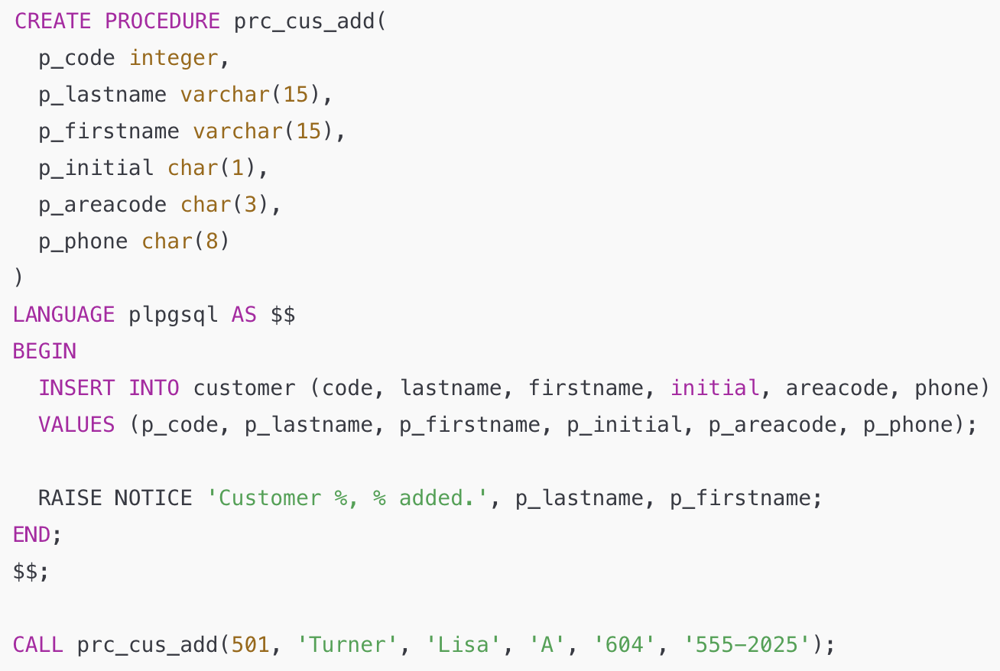 CREATE PROCEDURE prc_cus_add(
  p_code integer,
  p_lastname varchar(15),
  p_firstname varchar(15),
  p_initial char(1),
  p_areacode char(3),
  p_phone char(8)
)
LANGUAGE plpgsql AS $$
BEGIN
  INSERT INTO customer (code, lastname, firstname, initial, areacode, phone)
  VALUES (p_code, p_lastname, p_firstname, p_initial, p_areacode, p_phone);

  RAISE NOTICE 'Customer %, % added.', p_lastname, p_firstname;
END;
$$;

CALL prc_cus_add(501, 'Turner', 'Lisa', 'A', '604', '555-2025');